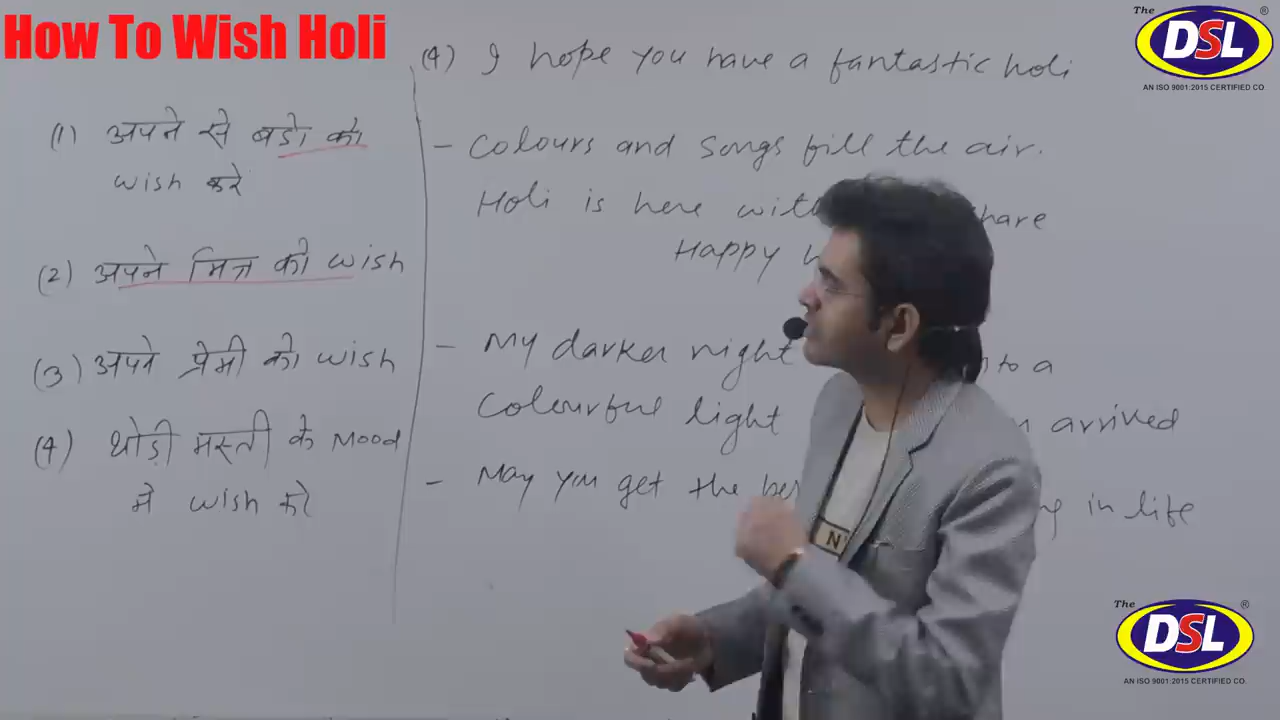 How To Wish Holi
(1) अपने से बडो को
wish करे
(2) अपने मित्र को wish
(3) अपने प्रेमी को wish
(4) थोड़ी मस्ती के Mood
मे wish करे
(4) I hope you have a fantastic holi
- Colours and Songs fill the air.
Holi is here with
Happy
- My darker night to a
Colourful light arrived
- May you get the in life
The
DSL
®
AN ISO 9001:2015 CERTIFIED CO
N
The
DSL
®
AN ISO 9001:2015 CERTIFIED CO.